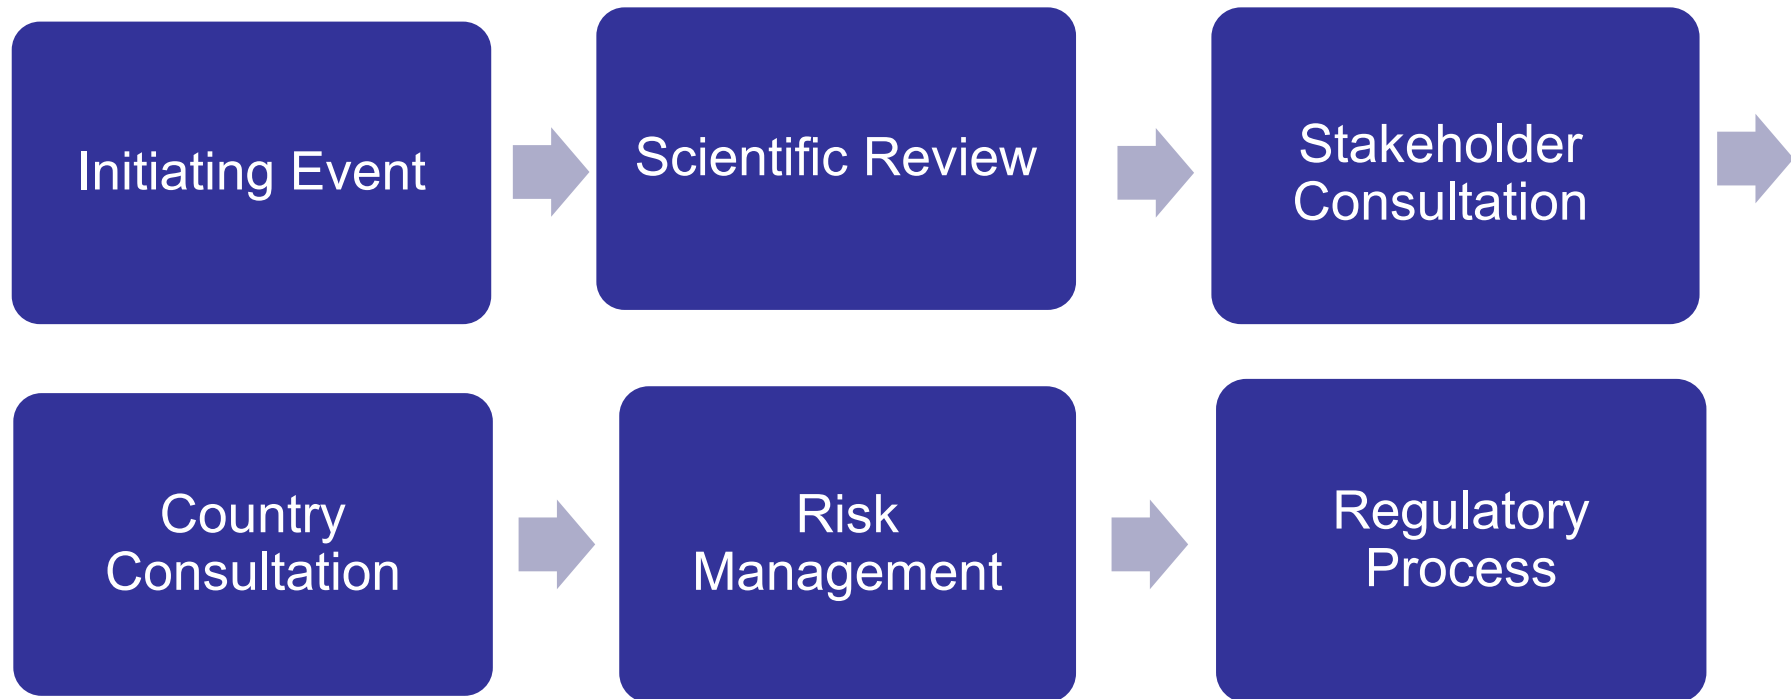 Initiating Event
Scientific Review
Stakeholder
Consultation
Country
Consultation
Risk
Management
Regulatory
Process